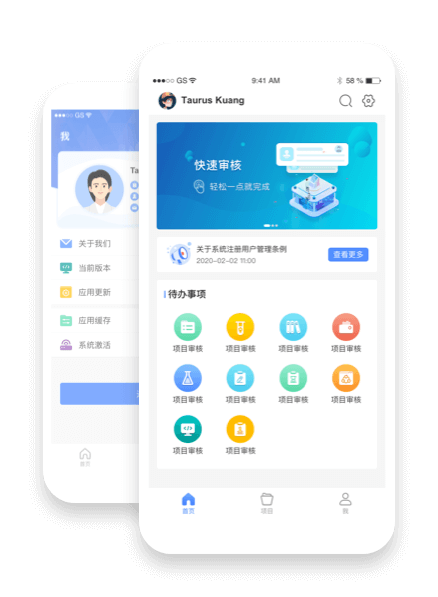 GS
9:41 AM
58 %
Taurus Kuang
快速审核
轻松一点就完成
关于系统注册用户管理条例
2020-02-02 11:00
查看更多
待办事项
项目审核
项目审核
项目审核
项目审核
项目审核
项目审核
项目审核
项目审核
项目审核
项目审核
首页
项目
我
GS
我
Ta
关于我们
当前版本
应用更新
应用缓存
系统激活
首页